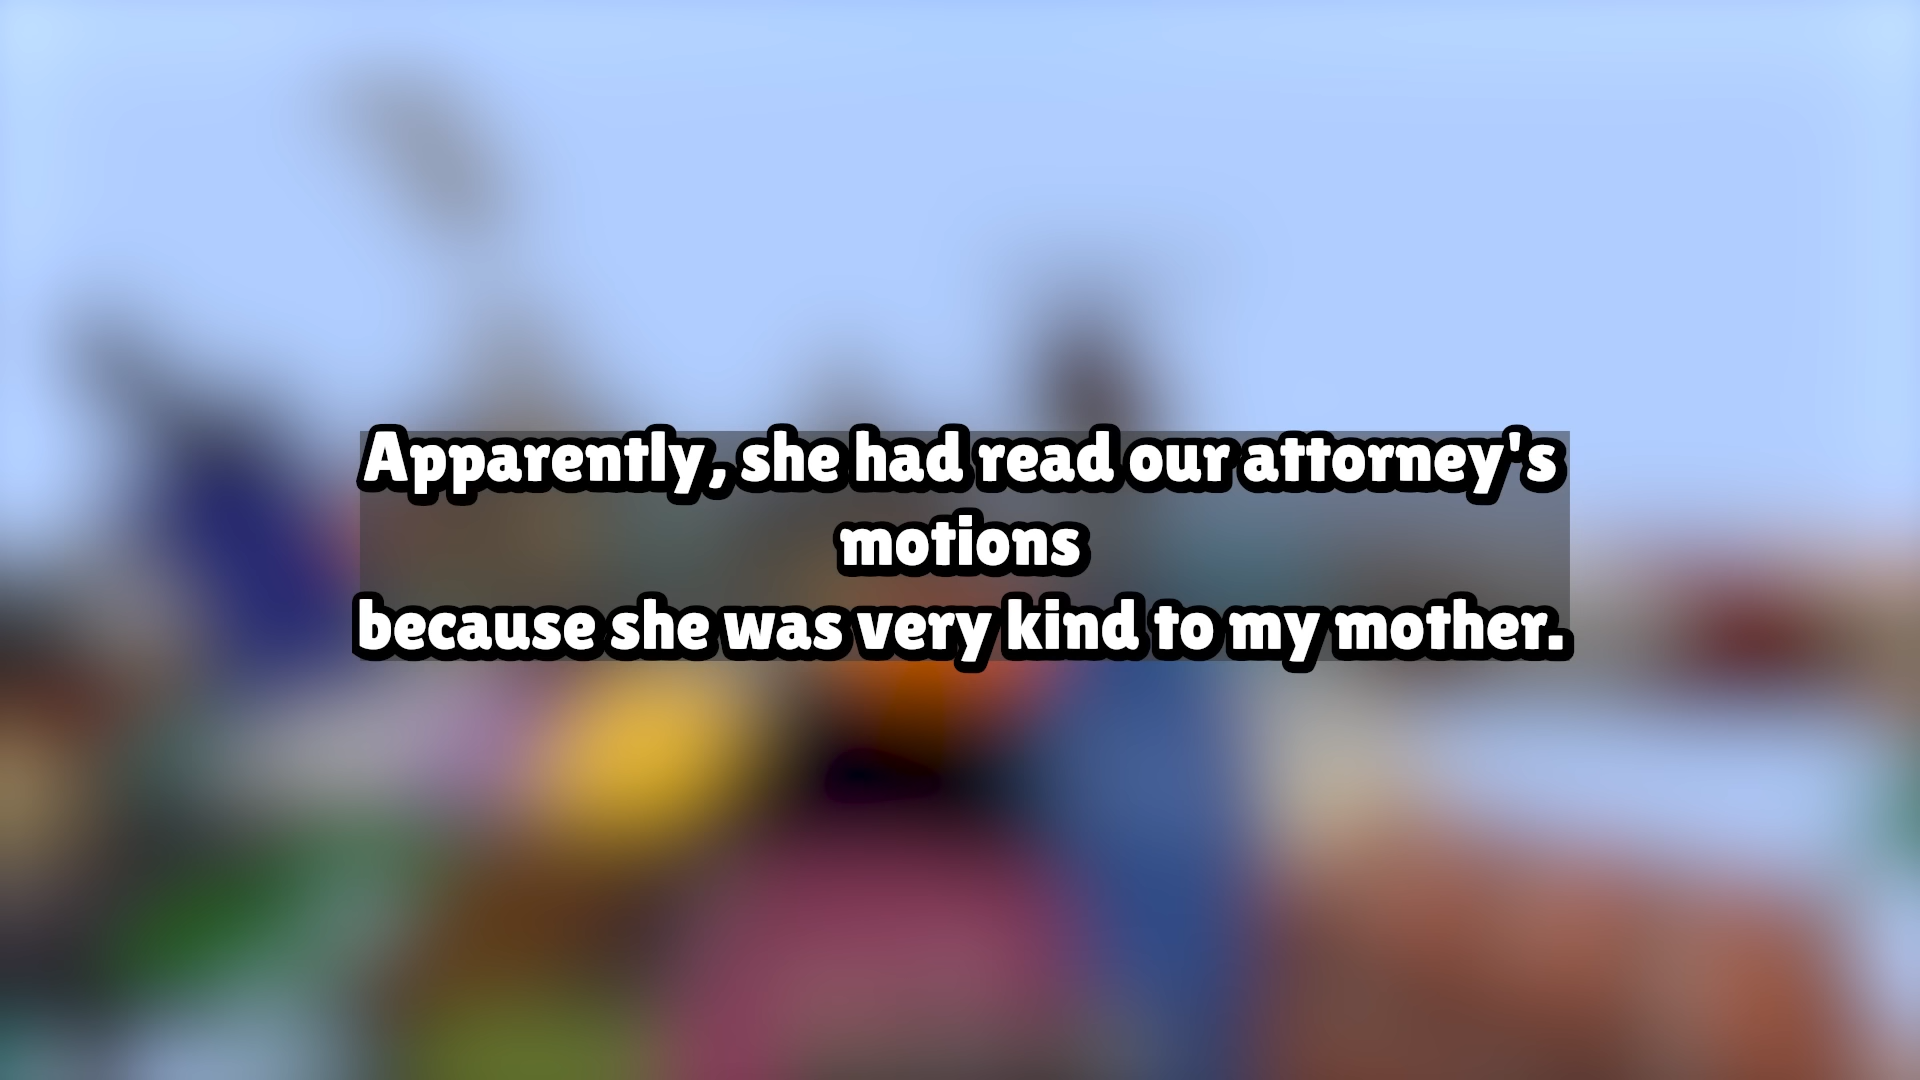 Apparently, she had read our attorney's
motions
because she was very kind to my mother.